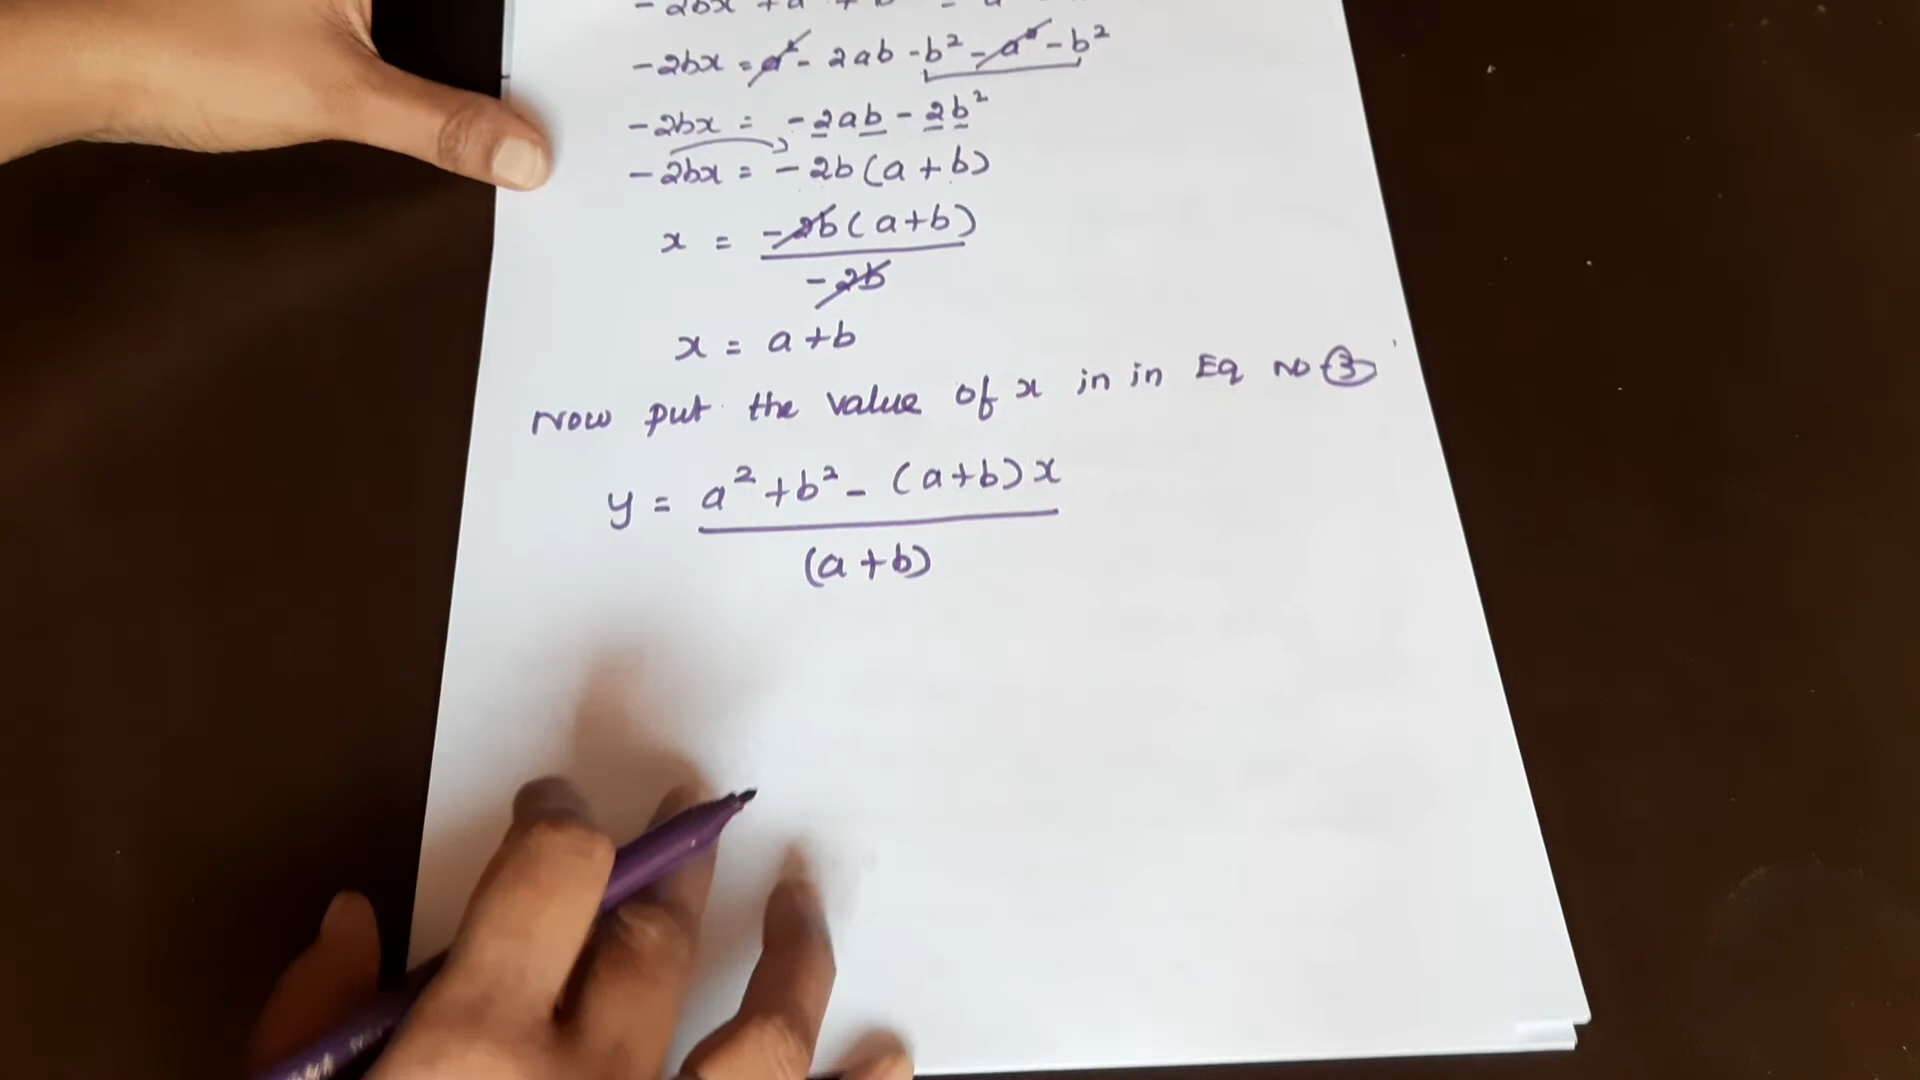 -2bx + a + b = a
-2bx = a² - 2ab - b² - a² - b²
-2bx = -2ab - 2b²
-2bx = -2b(a+b)
x = -2b(a+b)
-2b
x = a+b
Now put the value of x in in Eq no ③
y = a²+b² - (a+b)x
(a+b)